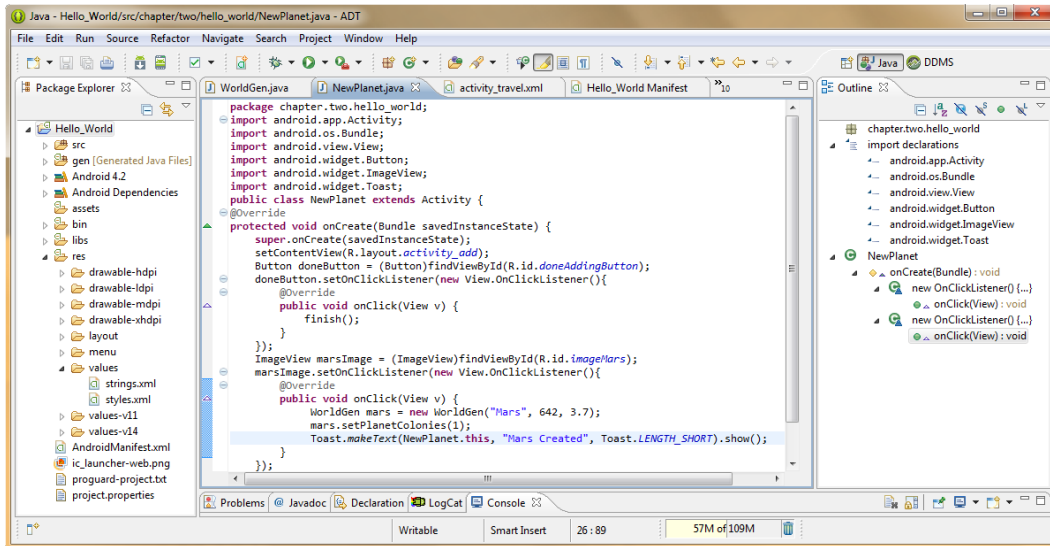 Java - Hello_World/src/chapter/two/hello_world/NewPlanet.java - ADT
File Edit Run Source Refactor Navigate Search Project Window Help
Java DDMS
Package Explorer
Hello_World
src
gen [Generated Java Files]
Android 4.2
Android Dependencies
assets
bin
libs
res
drawable-hdpi
drawable-ldpi
drawable-mdpi
drawable-xhdpi
layout
menu
values
strings.xml
styles.xml
values-v11
values-v14
AndroidManifest.xml
ic_launcher-web.png
proguard-project.txt
project.properties
WorldGen.java NewPlanet.java activity_travel.xml Hello_World Manifest »10
package chapter.two.hello_world;
import android.app.Activity;
import android.os.Bundle;
import android.view.View;
import android.widget.Button;
import android.widget.ImageView;
import android.widget.Toast;
public class NewPlanet extends Activity {
@Override
protected void onCreate(Bundle savedInstanceState) {
super.onCreate(savedInstanceState);
setContentView(R.layout.activity_add);
Button doneButton = (Button)findViewById(R.id.doneAddingButton);
doneButton.setOnClickListener(new View.OnClickListener(){
@Override
public void onClick(View v) {
finish();
}
});
ImageView marsImage = (ImageView)findViewById(R.id.imageMars);
marsImage.setOnClickListener(new View.OnClickListener(){
@Override
public void onClick(View v) {
WorldGen mars = new WorldGen("Mars", 642, 3.7);
mars.setPlanetColonies(1);
Toast.makeText(NewPlanet.this, "Mars Created", Toast.LENGTH_SHORT).show();
}
});
Outline
chapter.two.hello_world
import declarations
android.app.Activity
android.os.Bundle
android.view.View
android.widget.Button
android.widget.ImageView
android.widget.Toast
NewPlanet
onCreate(Bundle) : void
new OnClickListener() {...}
onClick(View) : void
new OnClickListener() {...}
onClick(View) : void
Problems @ Javadoc Declaration LogCat Console
Writable Smart Insert 26 : 89 57M of 109M